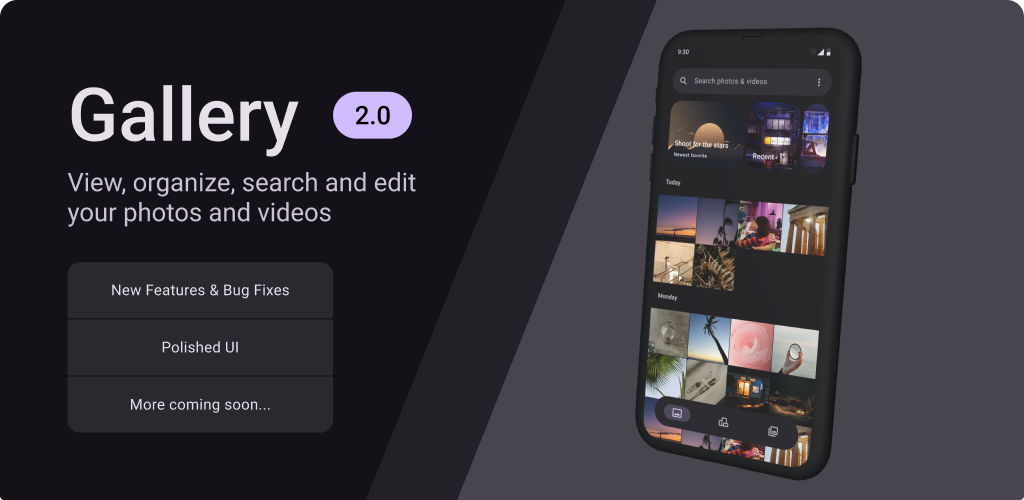 Gallery 2.0
View, organize, search and edit
your photos and videos
New Features & Bug Fixes
Polished UI
More coming soon...
9:30
Search photos & videos
Shoot for the stars
Newest favorite
Recent
Today
Monday